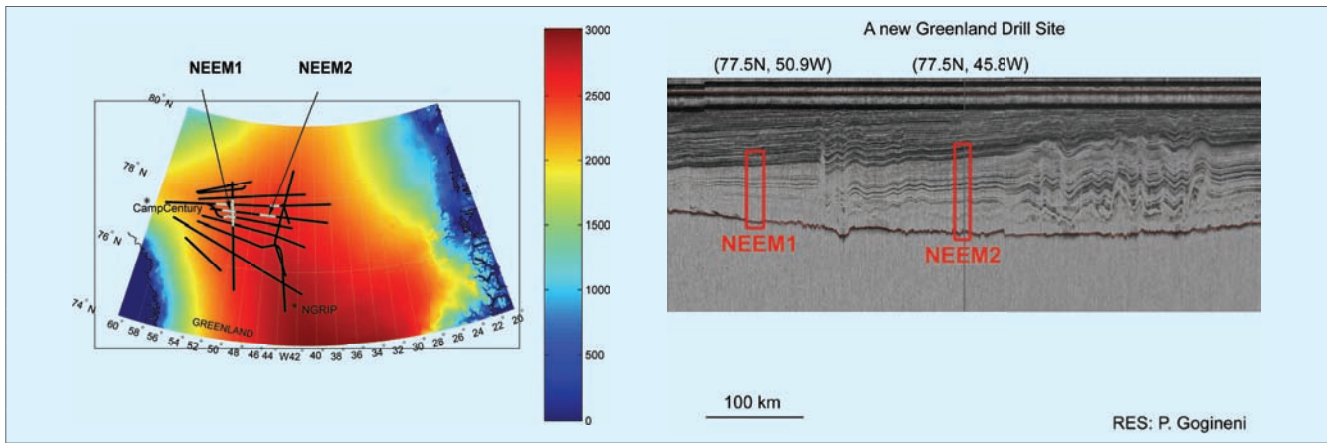 NEEM1 NEEM2
80°N
78°N
CampCentury
76°N
74°N
GREENLAND
NGRIP
60° 58° 56° 54° 52° 50° 48° 46° 44° W42° 40° 38° 36° 34° 32° 30° 28° 26° 24° 22° 20°
3000
2500
2000
1500
1000
500
0
A new Greenland Drill Site
(77.5N, 50.9W) (77.5N, 45.8W)
NEEM1
NEEM2
100 km
RES: P. Gogineni